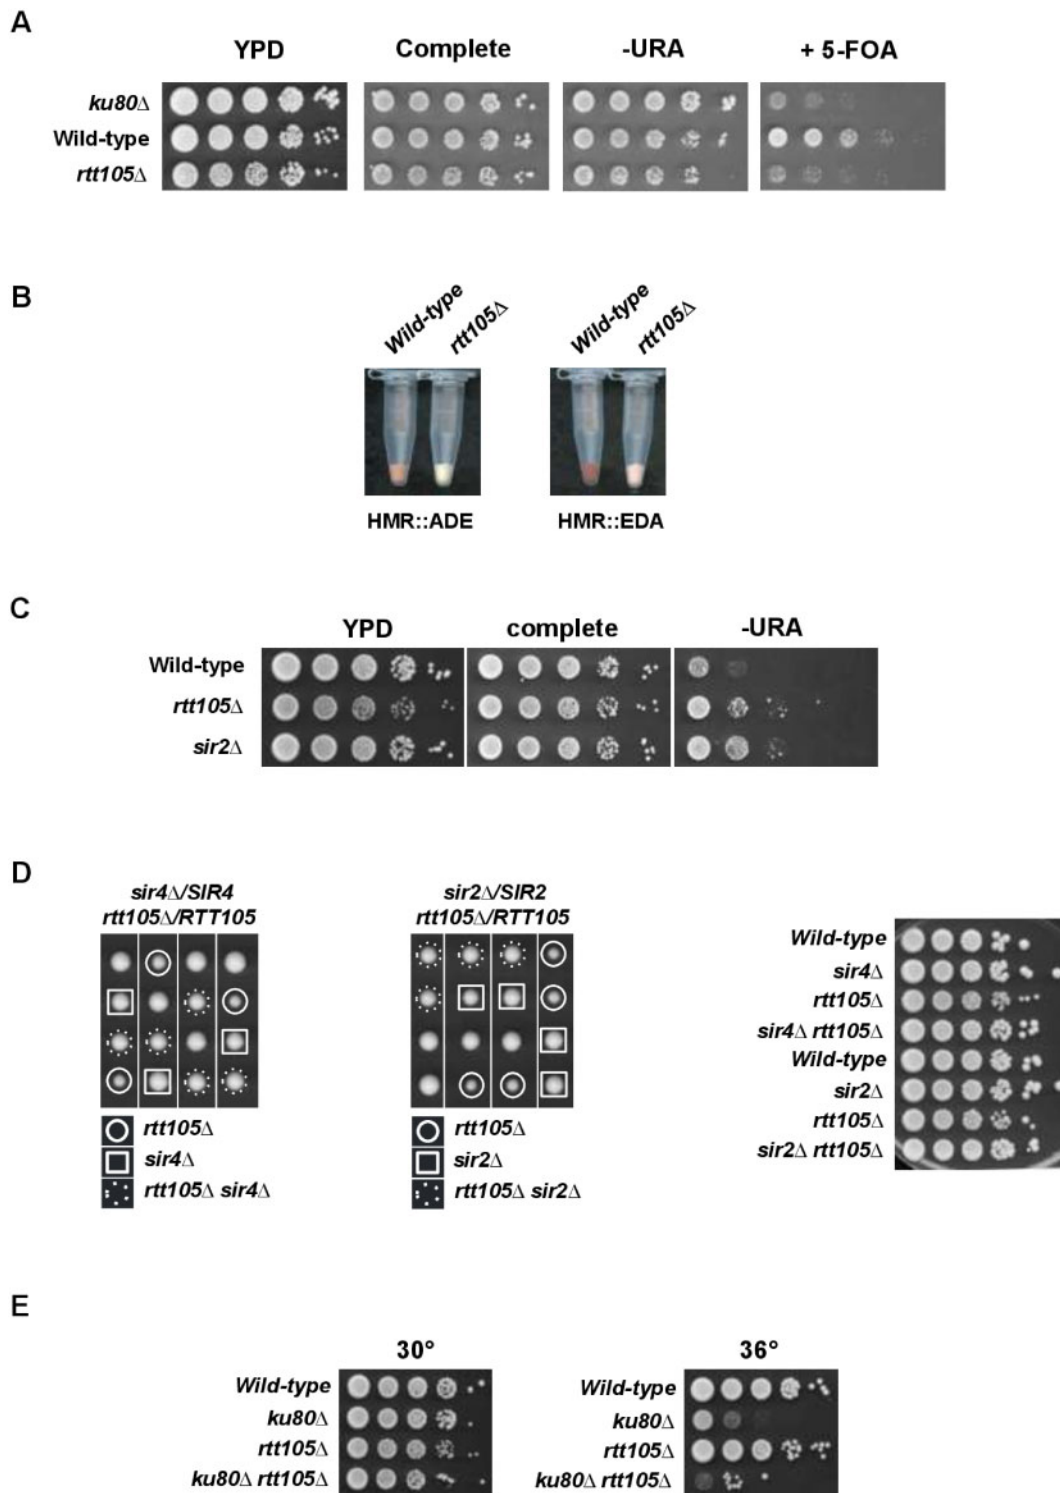 A
YPD Complete -URA + 5-FOA
ku80Δ
Wild-type
rtt105Δ
B
Wild-type rtt105Δ Wild-type rtt105Δ
HMR::ADE HMR::EDA
C
YPD complete -URA
Wild-type
rtt105Δ
sir2Δ
D
sir4Δ/SIR4
rtt105Δ/RTT105
rtt105Δ
sir4Δ
rtt105Δ sir4Δ
sir2Δ/SIR2
rtt105Δ/RTT105
rtt105Δ
sir2Δ
rtt105Δ sir2Δ
Wild-type
sir4Δ
rtt105Δ
sir4Δ rtt105Δ
Wild-type
sir2Δ
rtt105Δ
sir2Δ rtt105Δ
E
30°
Wild-type
ku80Δ
rtt105Δ
ku80Δ rtt105Δ
36°
Wild-type
ku80Δ
rtt105Δ
ku80Δ rtt105Δ